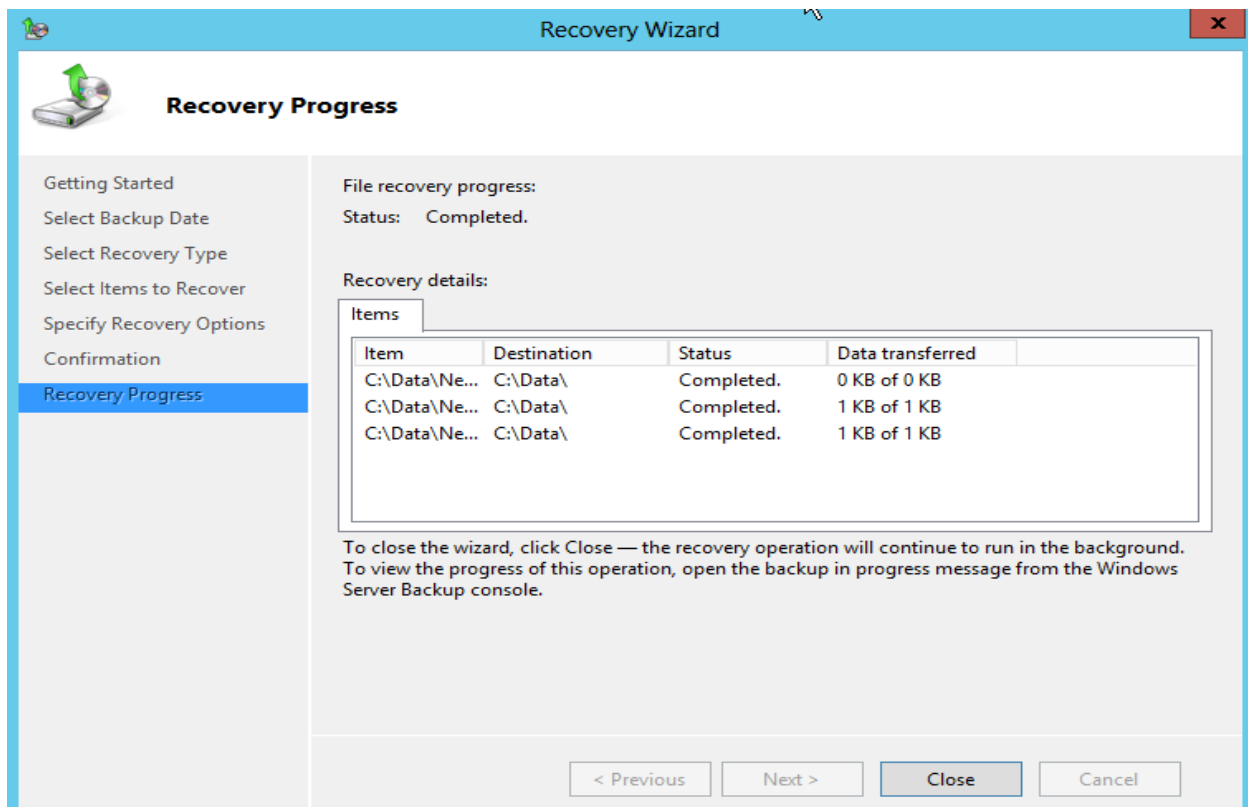 Recovery Wizard
x
Recovery Progress
Getting Started
Select Backup Date
Select Recovery Type
Select Items to Recover
Specify Recovery Options
Confirmation
Recovery Progress
File recovery progress:
Status: Completed.
Recovery details:
Items
Item Destination Status Data transferred
C:\Data\Ne... C:\Data\ Completed. 0 KB of 0 KB
C:\Data\Ne... C:\Data\ Completed. 1 KB of 1 KB
C:\Data\Ne... C:\Data\ Completed. 1 KB of 1 KB
To close the wizard, click Close — the recovery operation will continue to run in the background.
To view the progress of this operation, open the backup in progress message from the Windows
Server Backup console.
< Previous Next > Close Cancel